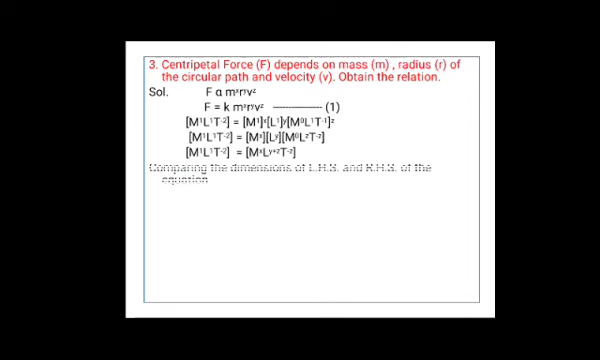 3. Centripetal Force (F) depends on mass (m) , radius (r) of
the circular path and velocity (v). Obtain the relation.
Sol. F α mˣrʸvᶻ
F = k mˣrʸvᶻ ---------------- (1)
[M¹L¹T⁻²] = [M¹]ˣ[L¹]ʸ[M⁰L¹T⁻¹]ᶻ
[M¹L¹T⁻²] = [Mˣ][Lʸ][M⁰LᶻT⁻ᶻ]
[M¹L¹T⁻²] = [MˣLʸ⁺ᶻT⁻ᶻ]
Comparing the dimensions of L.H.S. and R.H.S. of the
equation